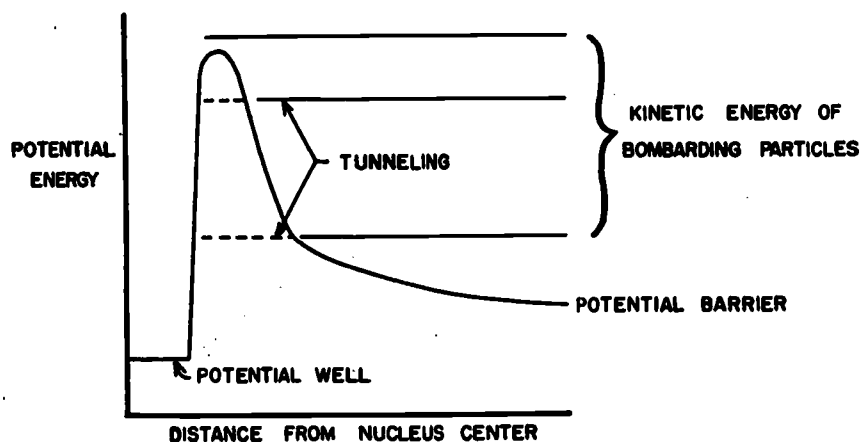 POTENTIAL
ENERGY
TUNNELING
KINETIC ENERGY OF
BOMBARDING PARTICLES
POTENTIAL BARRIER
POTENTIAL WELL
DISTANCE FROM NUCLEUS CENTER